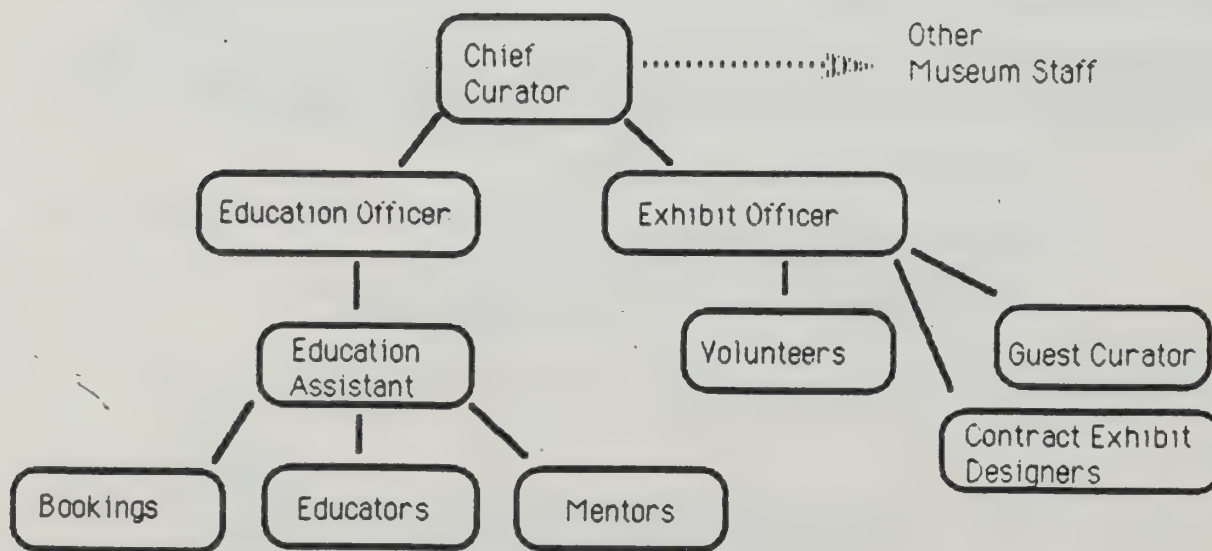 Chief
Curator
Other
Museum Staff
Education Officer
Exhibit Officer
Education
Assistant
Volunteers
Guest Curator
Contract Exhibit
Designers
Bookings
Educators
Mentors